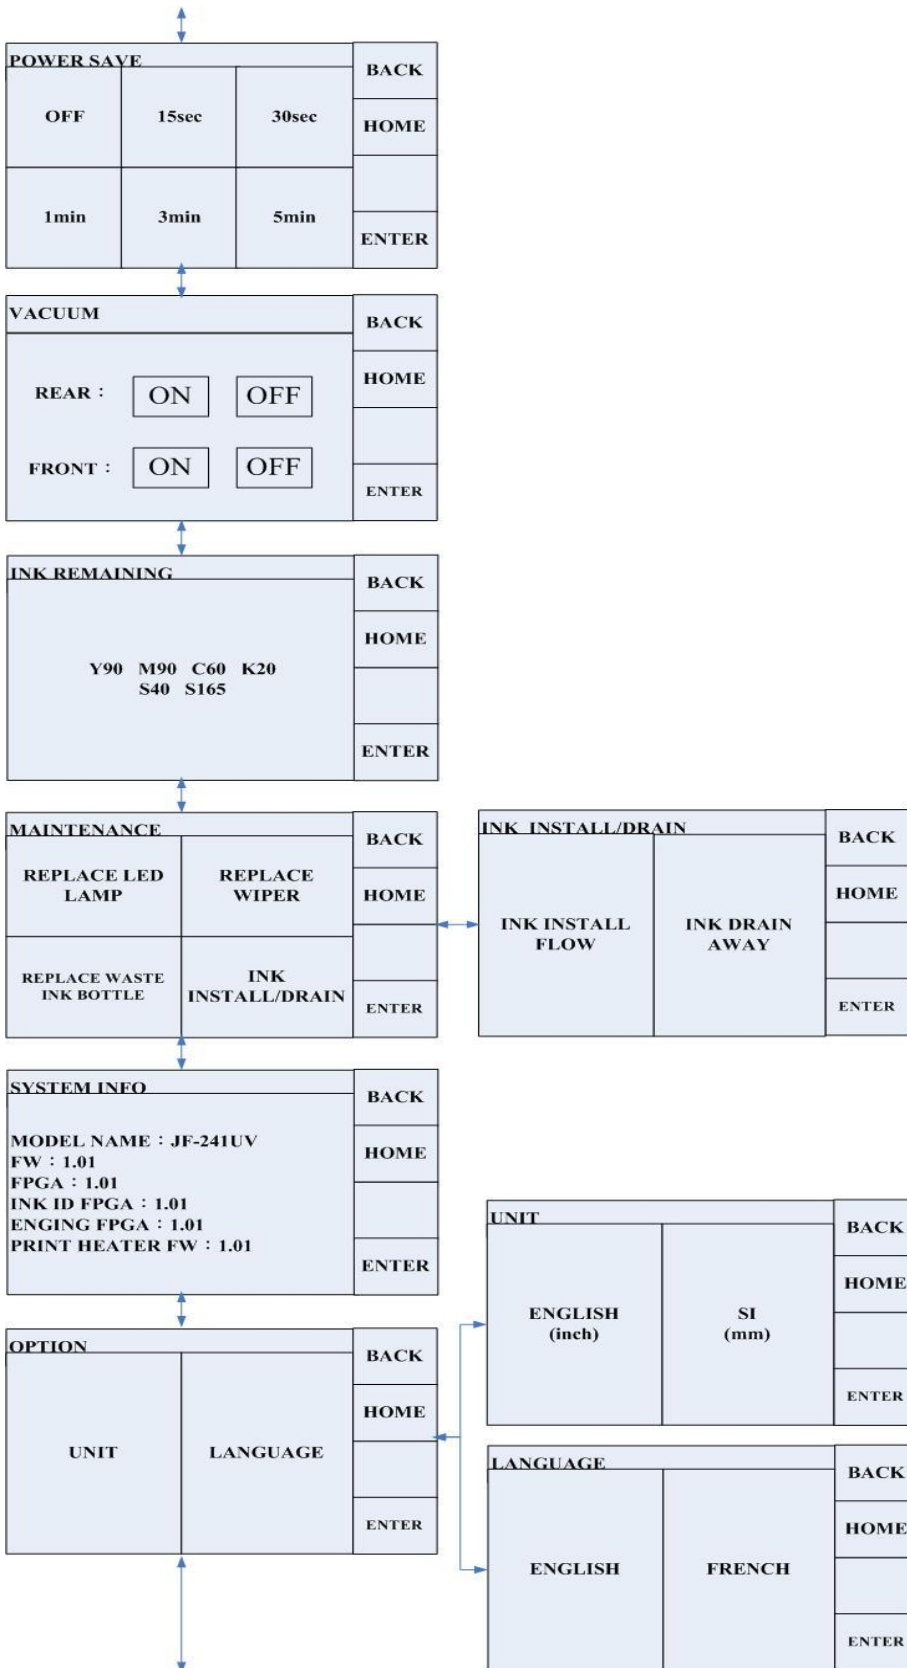 POWER SAVE
BACK
OFF
15sec
30sec
HOME
1min
3min
5min
ENTER
VACUUM
BACK
REAR：
ON
OFF
HOME
FRONT：
ON
OFF
ENTER
INK REMAINING
BACK
HOME
Y90 M90 C60 K20
S40 S165
ENTER
MAINTENANCE
BACK
REPLACE LED
LAMP
REPLACE
WIPER
HOME
REPLACE WASTE
INK BOTTLE
INK
INSTALL/DRAIN
ENTER
INK INSTALL/DRAIN
BACK
HOME
INK INSTALL
FLOW
INK DRAIN
AWAY
ENTER
SYSTEM INFO
BACK
MODEL NAME：JF-241UV
FW：1.01
FPGA：1.01
INK ID FPGA：1.01
ENGING FPGA：1.01
PRINT HEATER FW：1.01
HOME
ENTER
OPTION
BACK
HOME
UNIT
LANGUAGE
ENTER
UNIT
BACK
HOME
ENGLISH
(inch)
SI
(mm)
ENTER
LANGUAGE
BACK
HOME
ENGLISH
FRENCH
ENTER